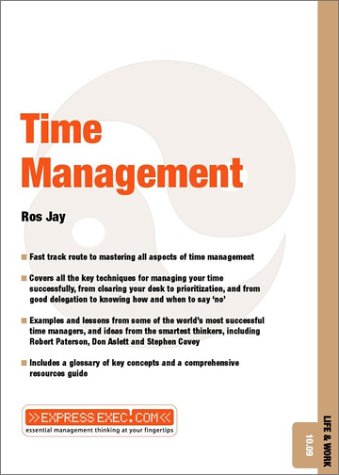 Time
Management
Ros Jay
Fast track route to mastering all aspects of time management
Covers all the key techniques for managing your time
successfully, from clearing your desk to prioritization, and from
good delegation to knowing how and when to say ‘no’
Examples and lessons from some of the world's most successful
time managers, and ideas from the smartest thinkers, including
Robert Paterson, Don Aslett and Stephen Covey
Includes a glossary of key concepts and a comprehensive
resources guide
»EXPRESS EXEC!COM«
essential management thinking at your fingertips
LIFE & WORK
10.09